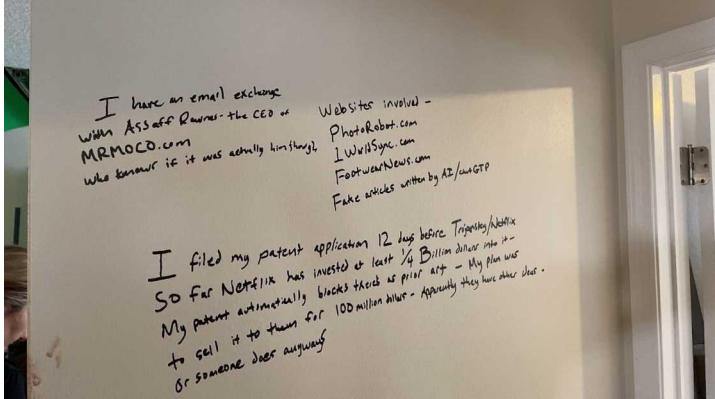 I have an email exchange
with Assaff Rawner - the CEO of
MRMOCO.com
who knows if it was actually him though
Websites involved -
PhotoRobot.com
1WorldSync.com
FootwearNews.com
Fake articles written by AI/chatGTP
I filed my patent application 12 days before Trigonsky/Netflix
So far Netflix has invested at least 1/4 Billion dollars into it -
My patent automatically blocks theirs as prior art - My plan was
to sell it to them for 100 million dollars - Apparently they have other ideas.
Or someone does anyways